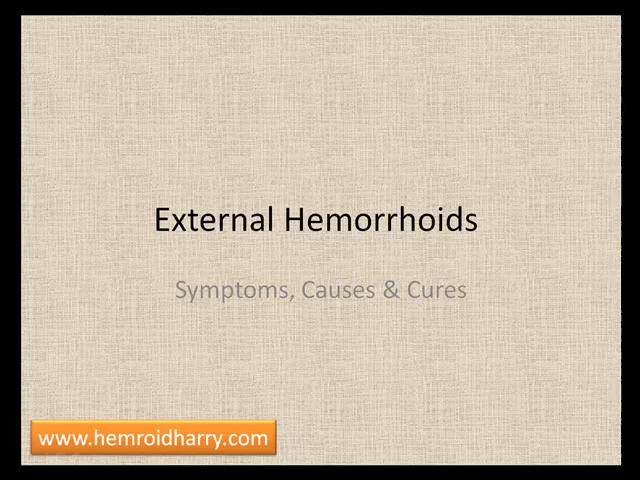 External Hemorrhoids
Symptoms, Causes & Cures
www.hemroidharry.com